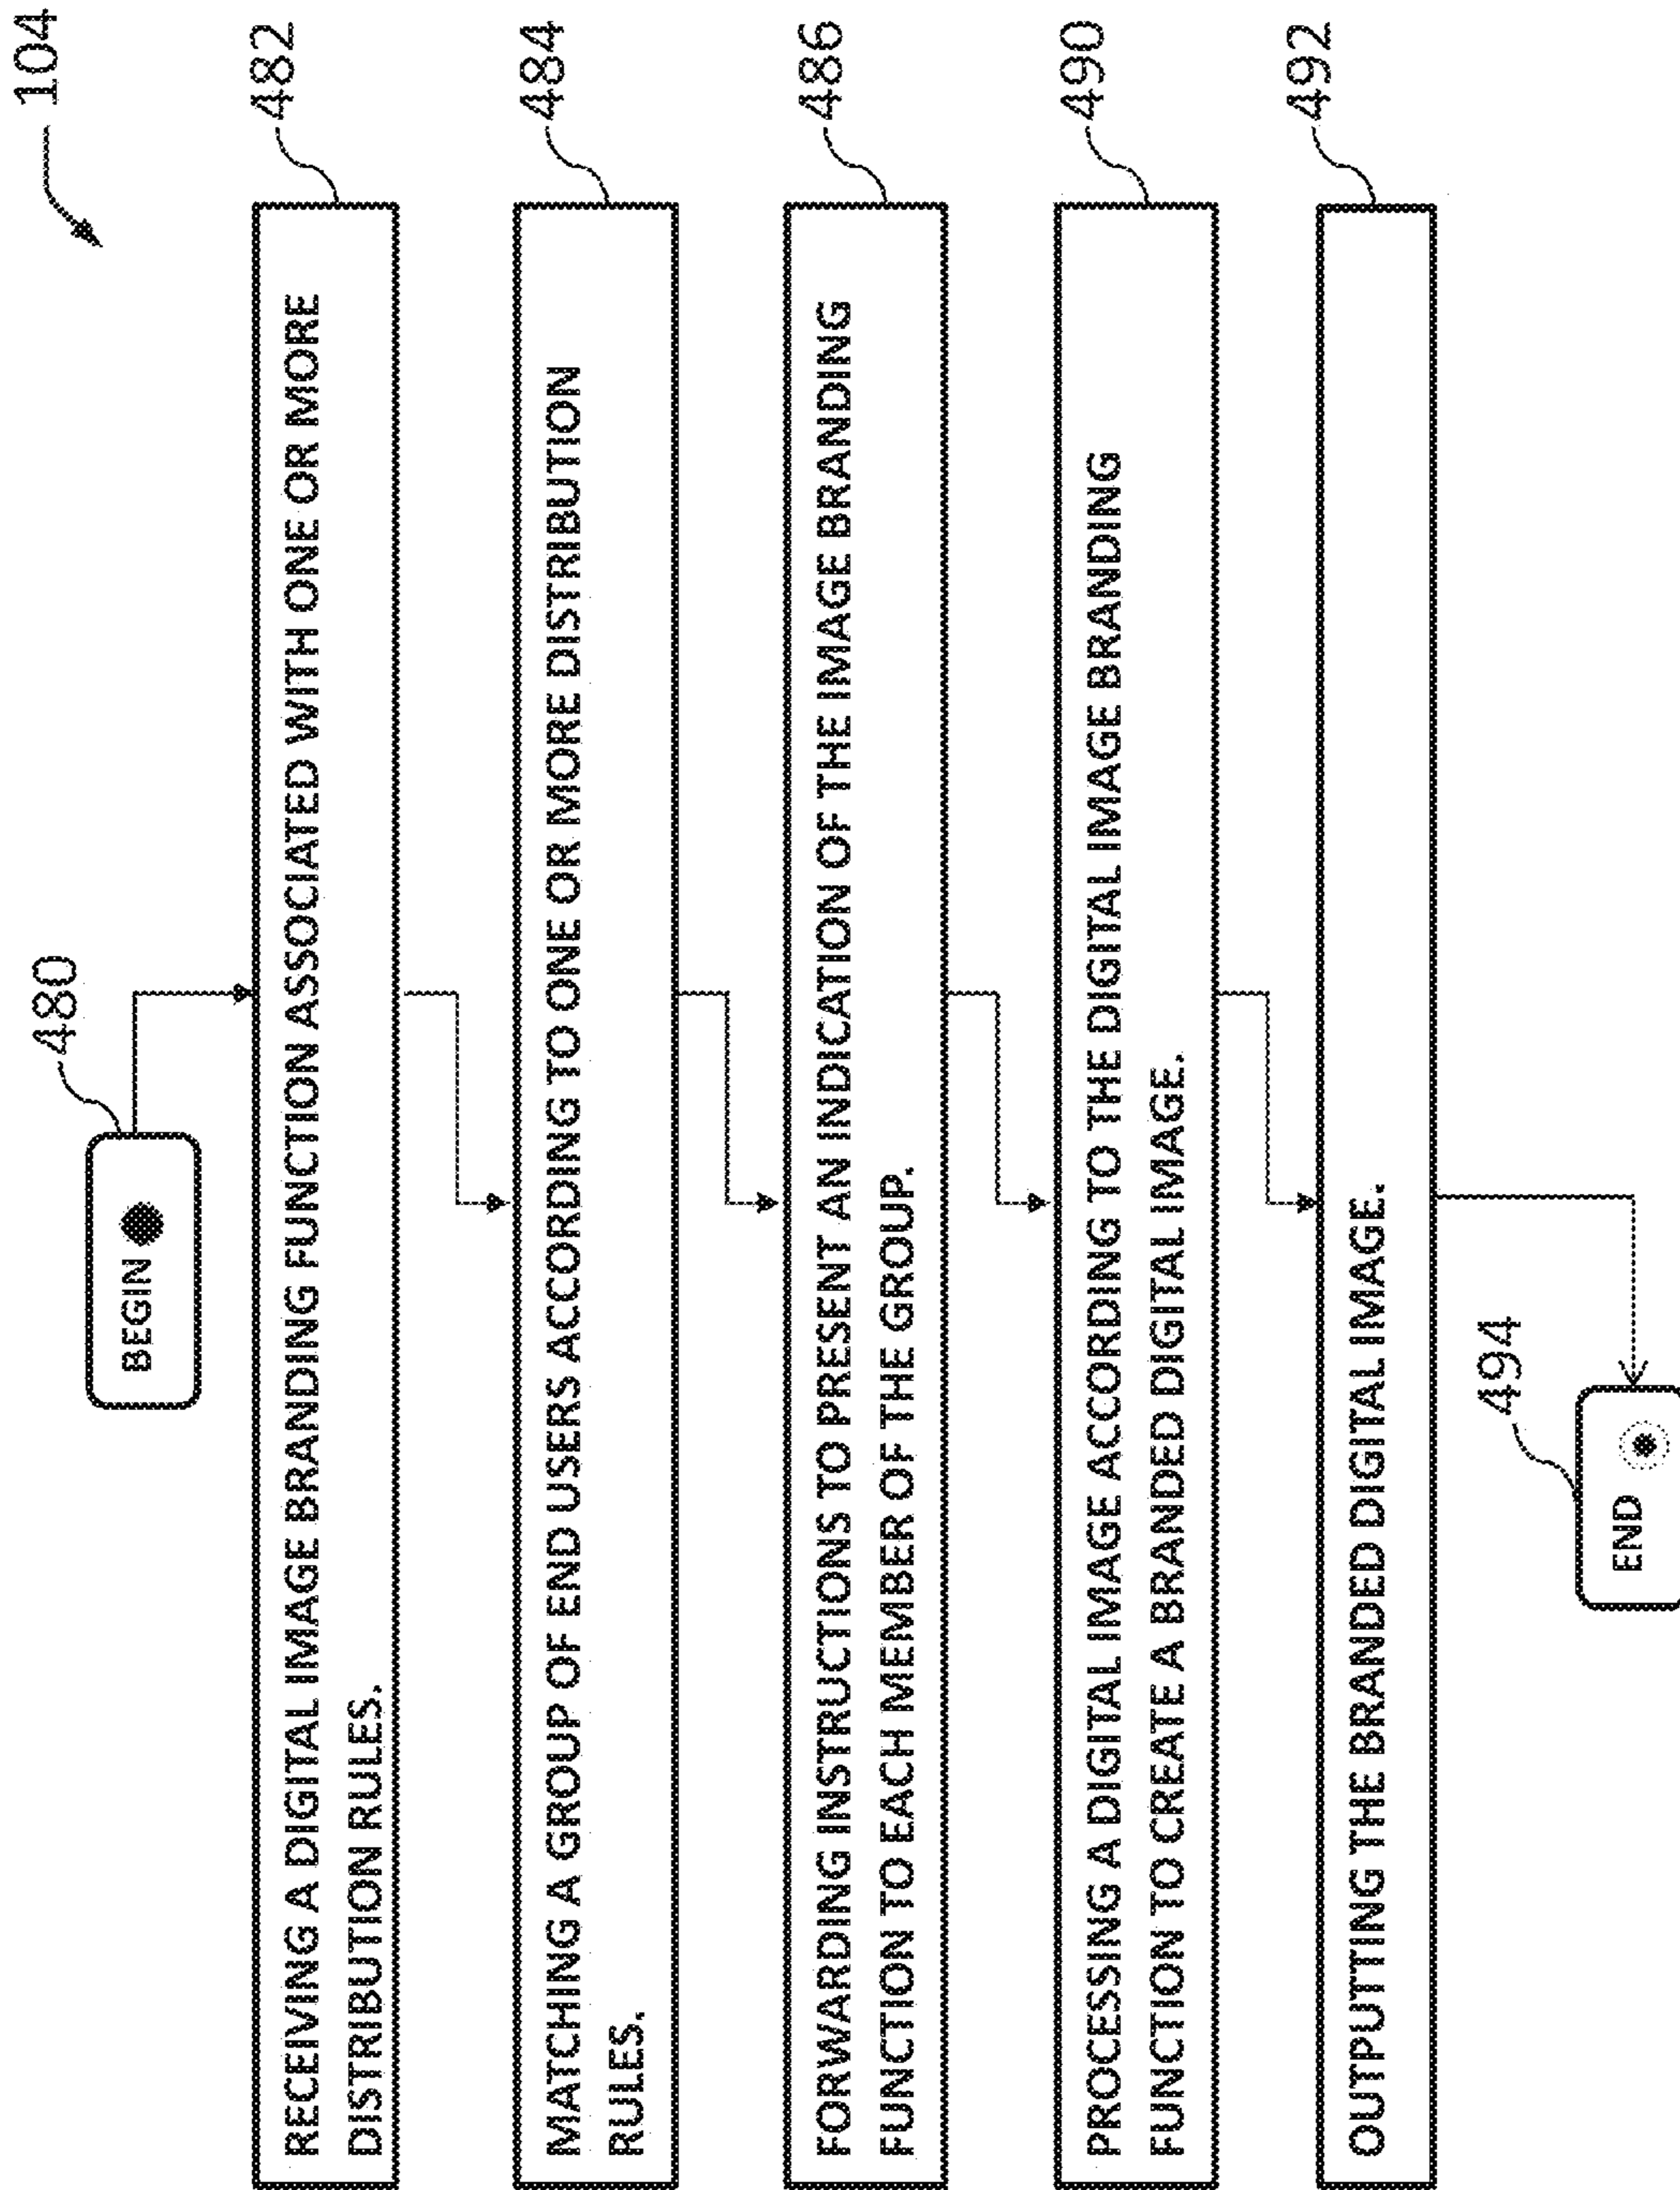 104
480
BEGIN
482
RECEIVING A DIGITAL IMAGE BRANDING FUNCTION ASSOCIATED WITH ONE OR MORE
DISTRIBUTION RULES.
484
MATCHING A GROUP OF END USERS ACCORDING TO ONE OR MORE DISTRIBUTION
RULES.
486
FORWARDING INSTRUCTIONS TO PRESENT AN INDICATION OF THE IMAGE BRANDING
FUNCTION TO EACH MEMBER OF THE GROUP.
490
PROCESSING A DIGITAL IMAGE ACCORDING TO THE DIGITAL IMAGE BRANDING
FUNCTION TO CREATE A BRANDED DIGITAL IMAGE.
492
OUTPUTTING THE BRANDED DIGITAL IMAGE.
494
END